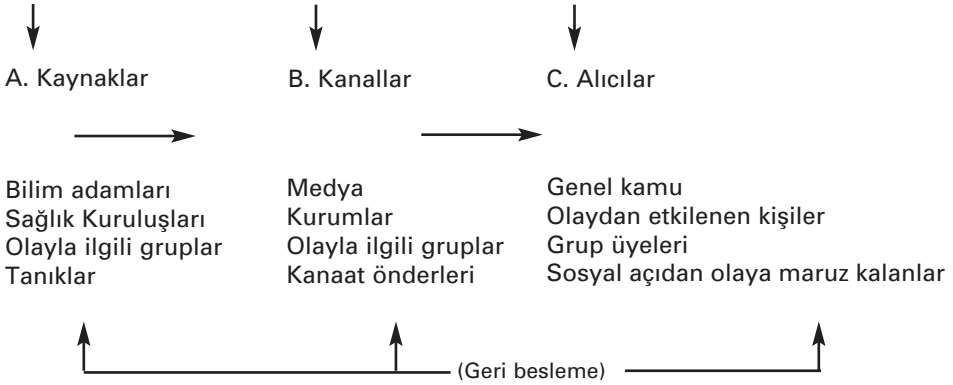 A. Kaynaklar
B. Kanallar
C. Alıcılar
Bilim adamları
Sağlık Kuruluşları
Olayla ilgili gruplar
Tanıklar
Medya
Kurumlar
Olayla ilgili gruplar
Kanaat önderleri
Genel kamu
Olaydan etkilenen kişiler
Grup üyeleri
Sosyal açıdan olaya maruz kalanlar
(Geri besleme)